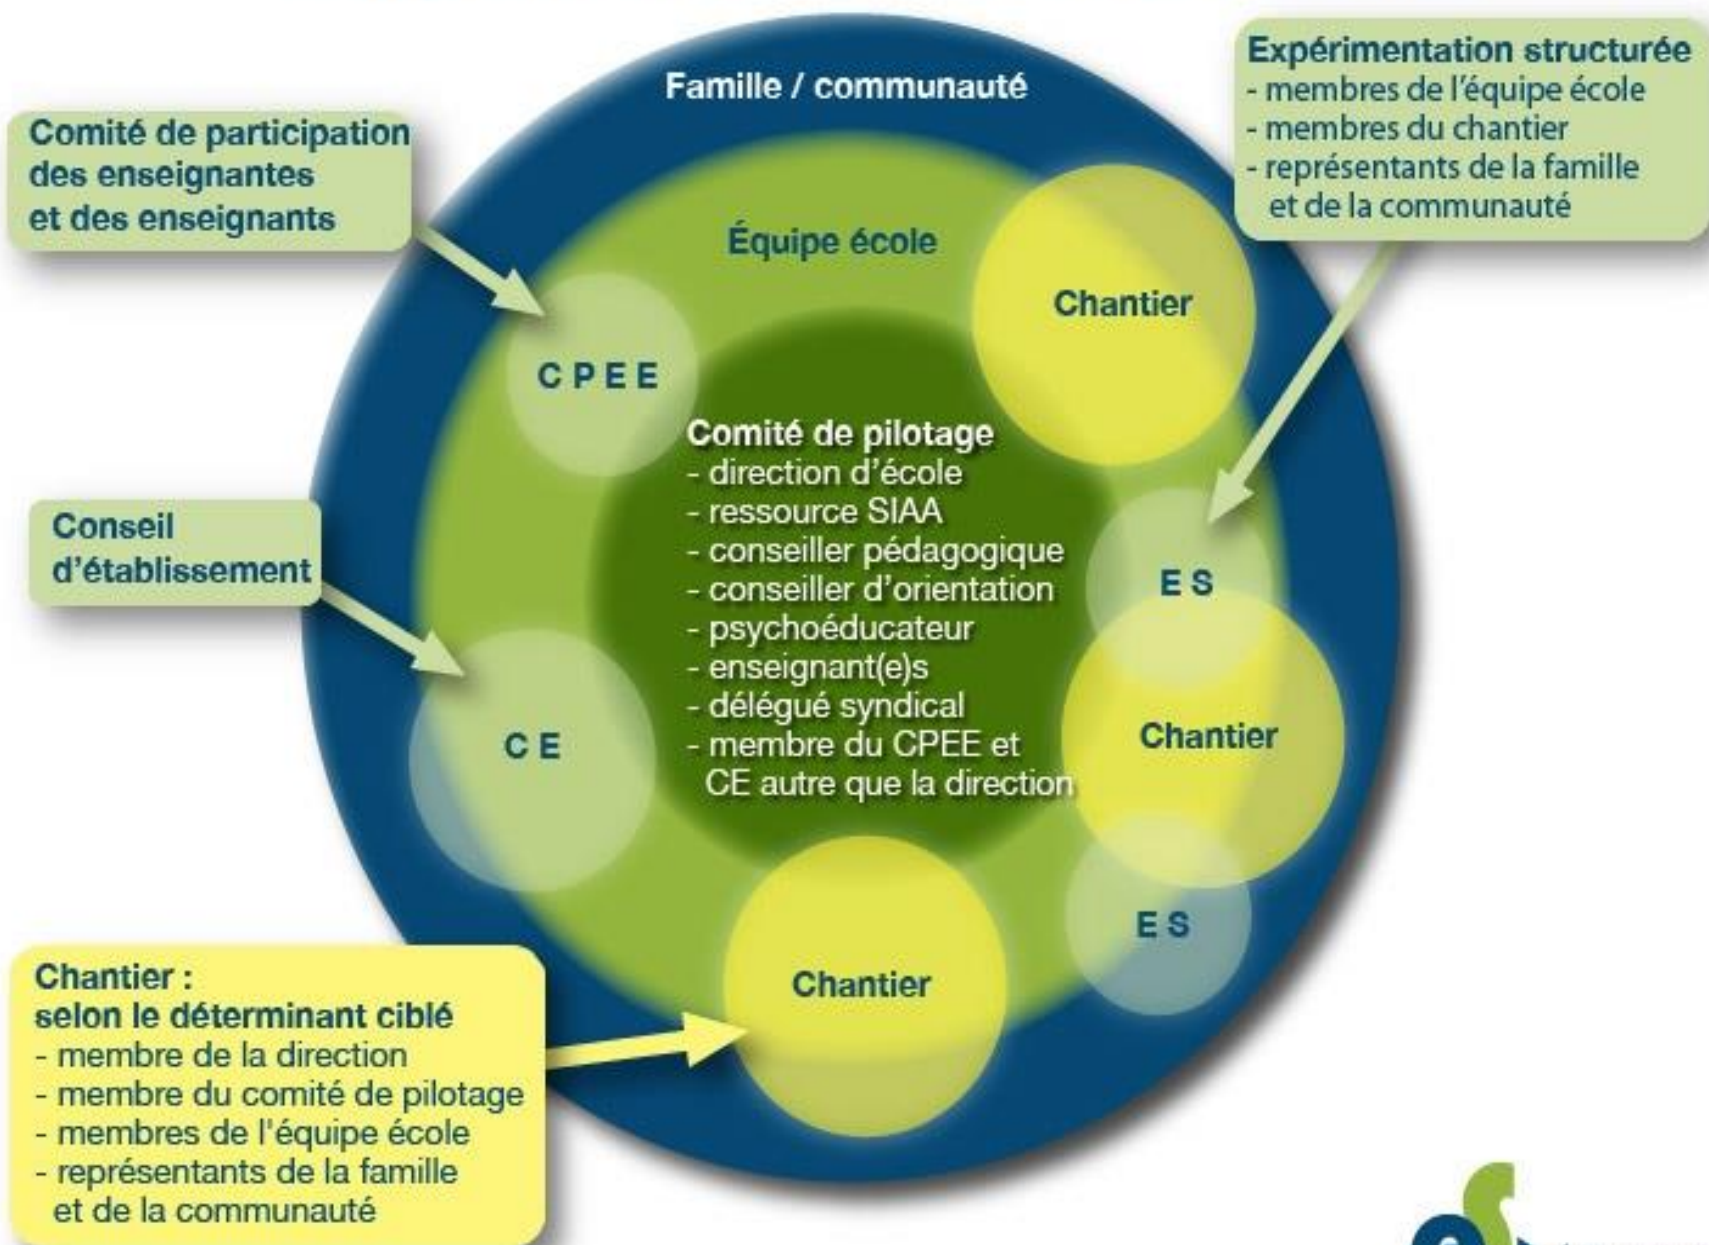 Famille / communauté
Expérimentation structurée
- membres de l'équipe école
- membres du chantier
- représentants de la famille
et de la communauté
Comité de participation
des enseignantes
et des enseignants
Équipe école
Chantier
C P E E
Comité de pilotage
- direction d'école
- ressource SIAA
- conseiller pédagogique
- conseiller d'orientation
- psychoéducateur
- enseignant(e)s
- délégué syndical
- membre du CPEE et
CE autre que la direction
Conseil
d'établissement
E S
C E
Chantier
E S
Chantier
Chantier :
selon le déterminant ciblé
- membre de la direction
- membre du comité de pilotage
- membres de l'équipe école
- représentants de la famille
et de la communauté